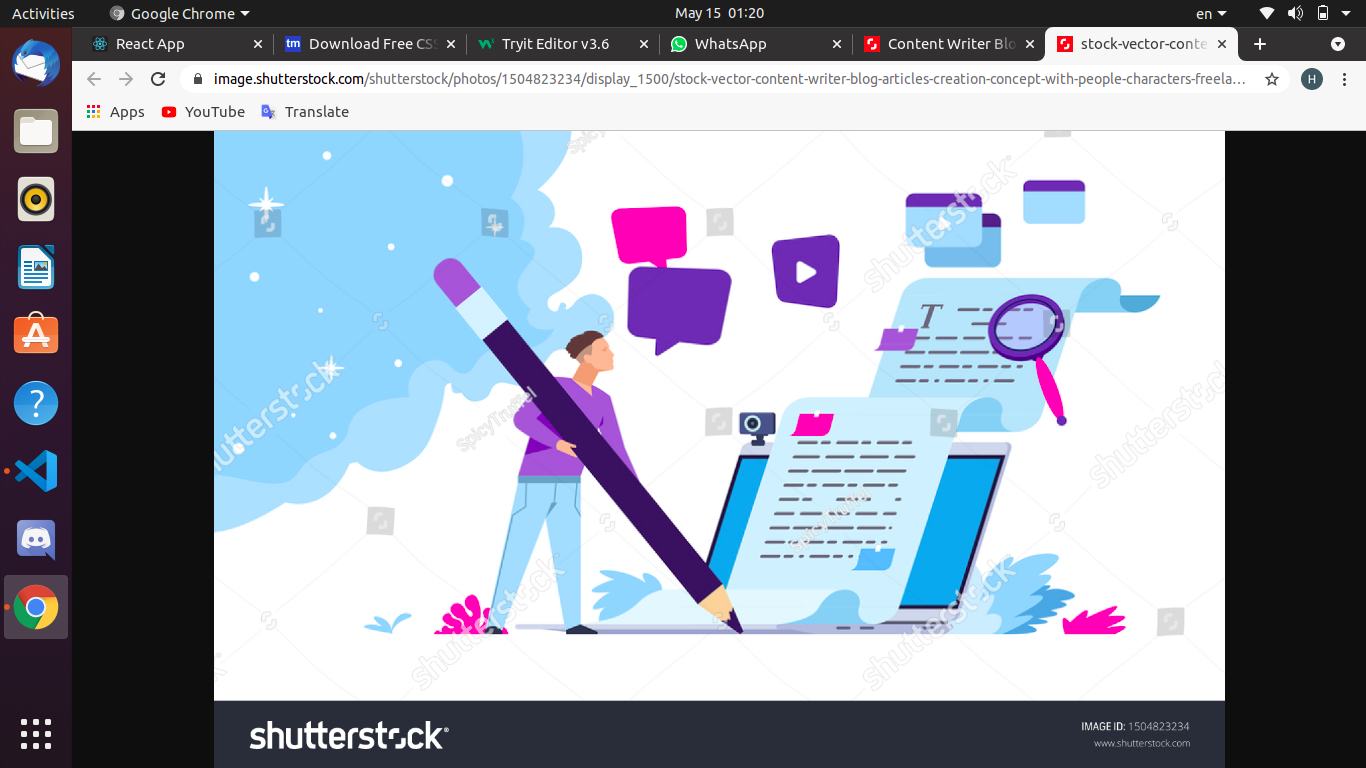 Activities
Google Chrome
May 15 01:20
en
React App
Download Free CS
Tryit Editor v3.6
WhatsApp
Content Writer Blo
stock-vector-conte
image.shutterstock.com/shutterstock/photos/1504823234/display_1500/stock-vector-content-writer-blog-articles-creation-concept-with-people-characters-freela...
H
Apps
YouTube
Translate
shutterstock
T
shutterstock
SpicyTruffel
shutterstock
shutterstock
shutterstock
shutterstock
IMAGE ID: 1504823234
www.shutterstock.com